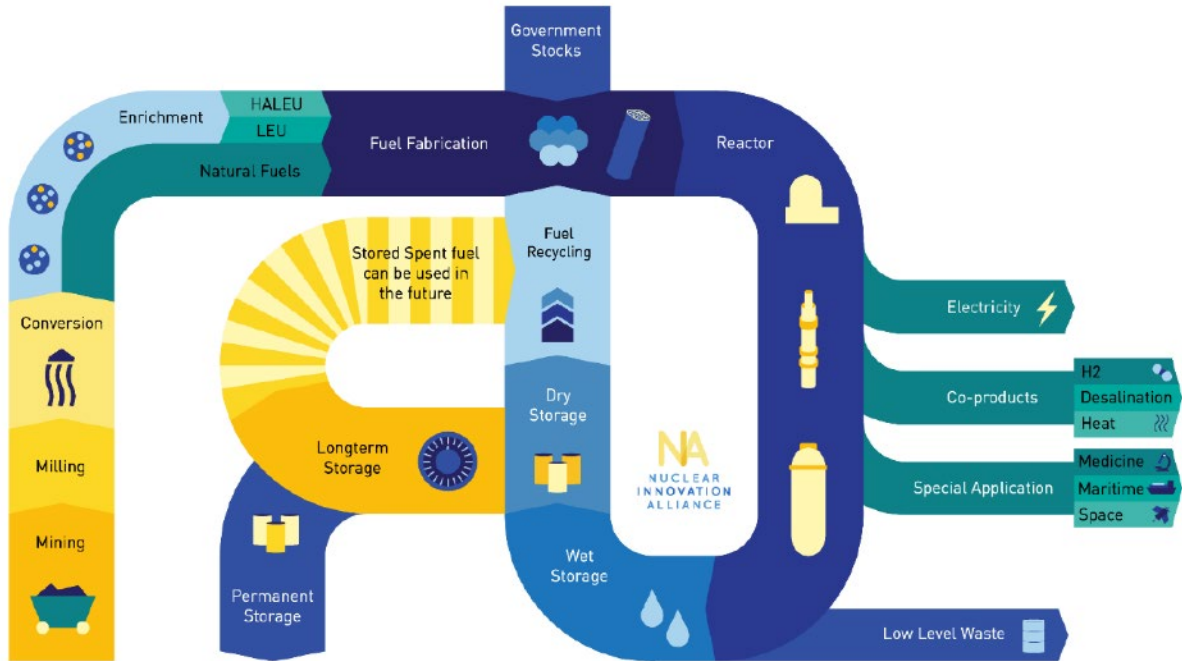 Government
Stocks
Enrichment
HALEU
LEU
Natural Fuels
Fuel Fabrication
Reactor
Stored Spent fuel
can be used in
the future
Fuel
Recycling
Conversion
Electricity
Co-products
H2
Desalination
Heat
Dry
Storage
Longterm
Storage
Milling
NA
NUCLEAR
INNOVATION
ALLIANCE
Special Application
Medicine
Maritime
Space
Mining
Wet
Storage
Permanent
Storage
Low Level Waste